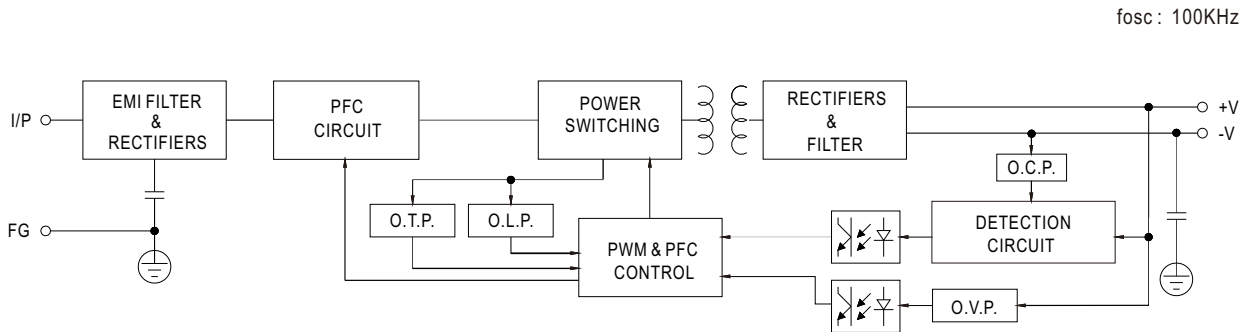 fosc : 100KHz
I/P
EMI FILTER
&
RECTIFIERS
PFC
CIRCUIT
POWER
SWITCHING
RECTIFIERS
&
FILTER
+V
-V
O.C.P.
FG
O.T.P.
O.L.P.
PWM & PFC
CONTROL
DETECTION
CIRCUIT
O.V.P.